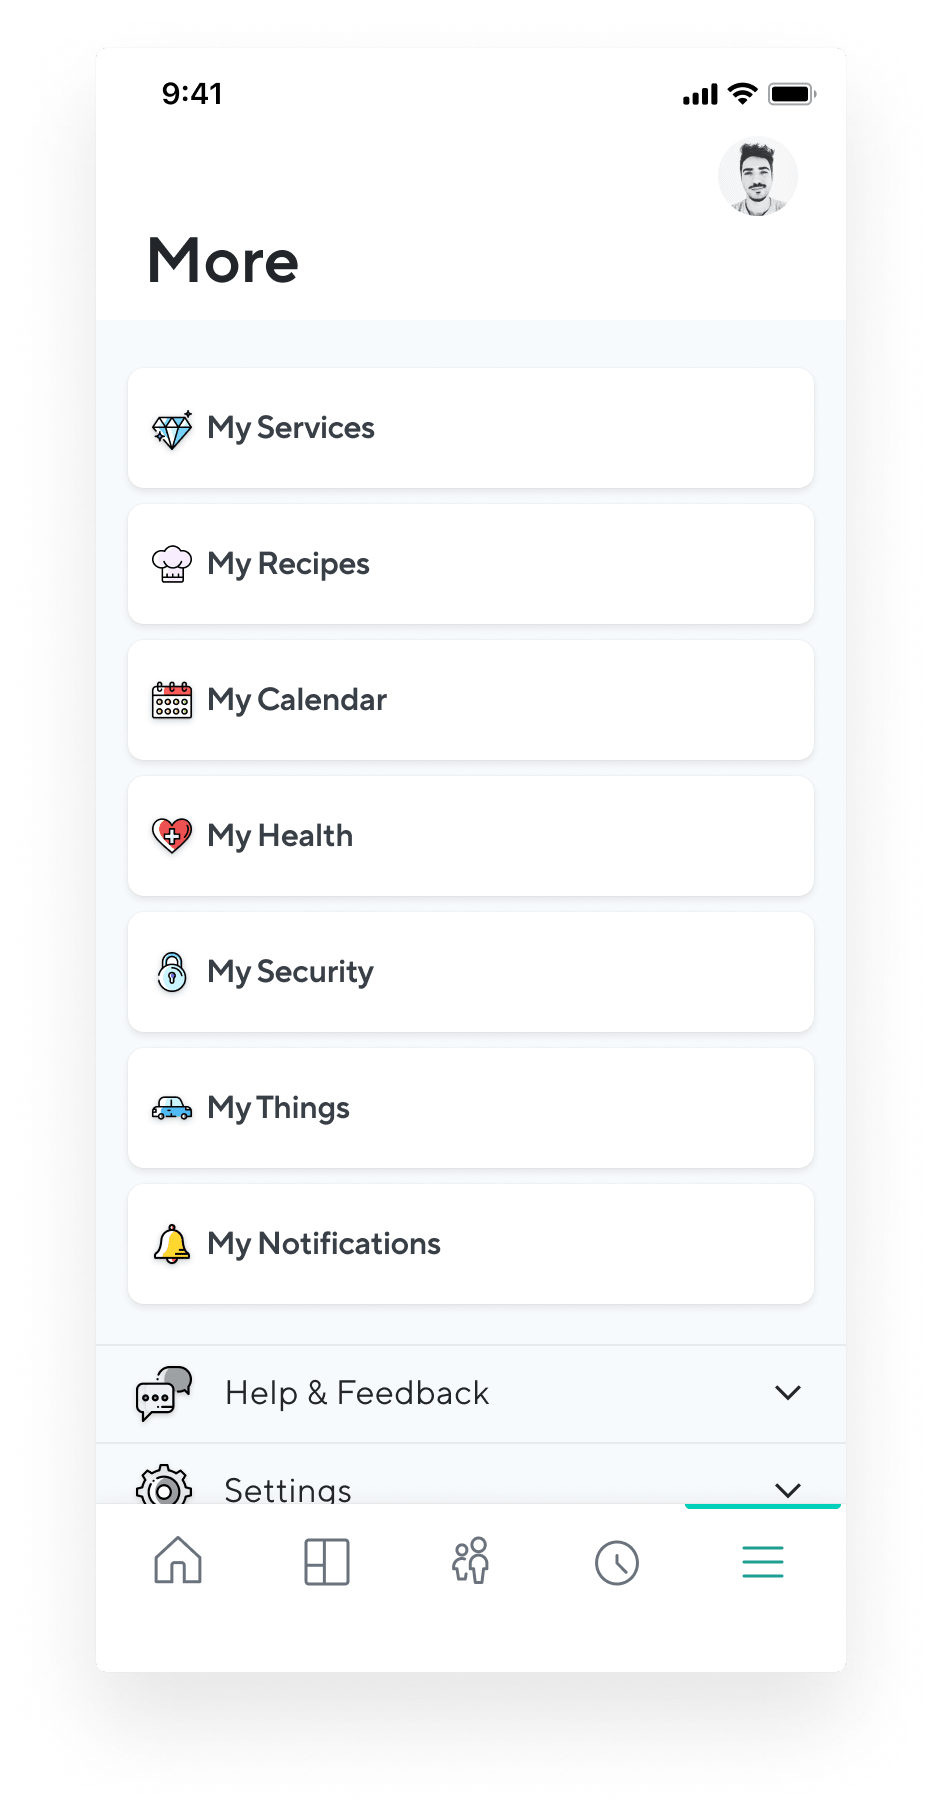 9:41
More
My Services
My Recipes
My Calendar
My Health
My Security
My Things
My Notifications
Help & Feedback
Settings